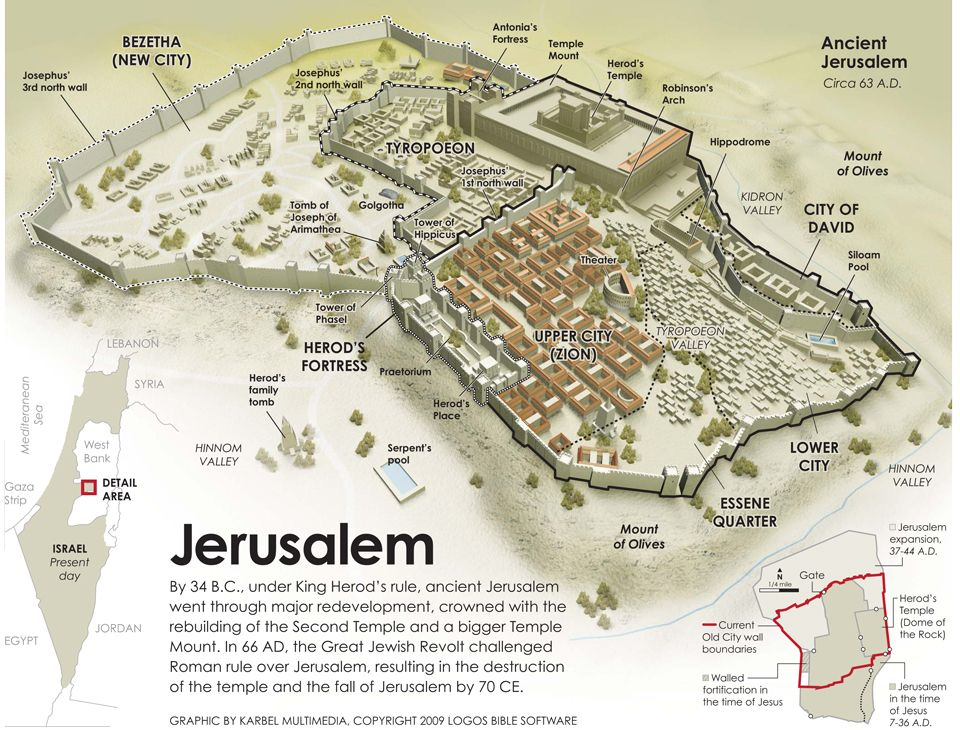 Ancient
Jerusalem
Circa 63 A.D.
BEZETHA
(NEW CITY)
Josephus'
3rd north wall
Josephus'
2nd north wall
Antonia's
Fortress
Temple
Mount
Herod's
Temple
Robinson's
Arch
Hippodrome
Mount
of Olives
TYROPOEON
Josephus'
1st north wall
KIDRON
VALLEY
CITY OF
DAVID
Siloam
Pool
Tomb of
Joseph of
Arimathea
Golgotha
Tower of
Hippicus
Theater
Tower of
Phasel
HEROD'S
FORTRESS
UPPER CITY
(ZION)
TYROPOEON
VALLEY
Praetorium
Herod's
family
tomb
Herod's
Place
HINNOM
VALLEY
Serpent's
pool
LOWER
CITY
HINNOM
VALLEY
ESSENE
QUARTER
Mount
of Olives
LEBANON
SYRIA
Mediteranean
Sea
West
Bank
Gaza
Strip
DETAIL
AREA
ISRAEL
Present
day
JORDAN
EGYPT
Jerusalem
By 34 B.C., under King Herod's rule, ancient Jerusalem
went through major redevelopment, crowned with the
rebuilding of the Second Temple and a bigger Temple
Mount. In 66 AD, the Great Jewish Revolt challenged
Roman rule over Jerusalem, resulting in the destruction
of the temple and the fall of Jerusalem by 70 CE.
GRAPHIC BY KARBEL MULTIMEDIA, COPYRIGHT 2009 LOGOS BIBLE SOFTWARE
Jerusalem
expansion,
37-44 A.D.
N
1/4 mile
Gate
Herod's
Temple
(Dome of
the Rock)
Current
Old City wall
boundaries
Walled
fortification in
the time of Jesus
Jerusalem
in the time
of Jesus
7-36 A.D.